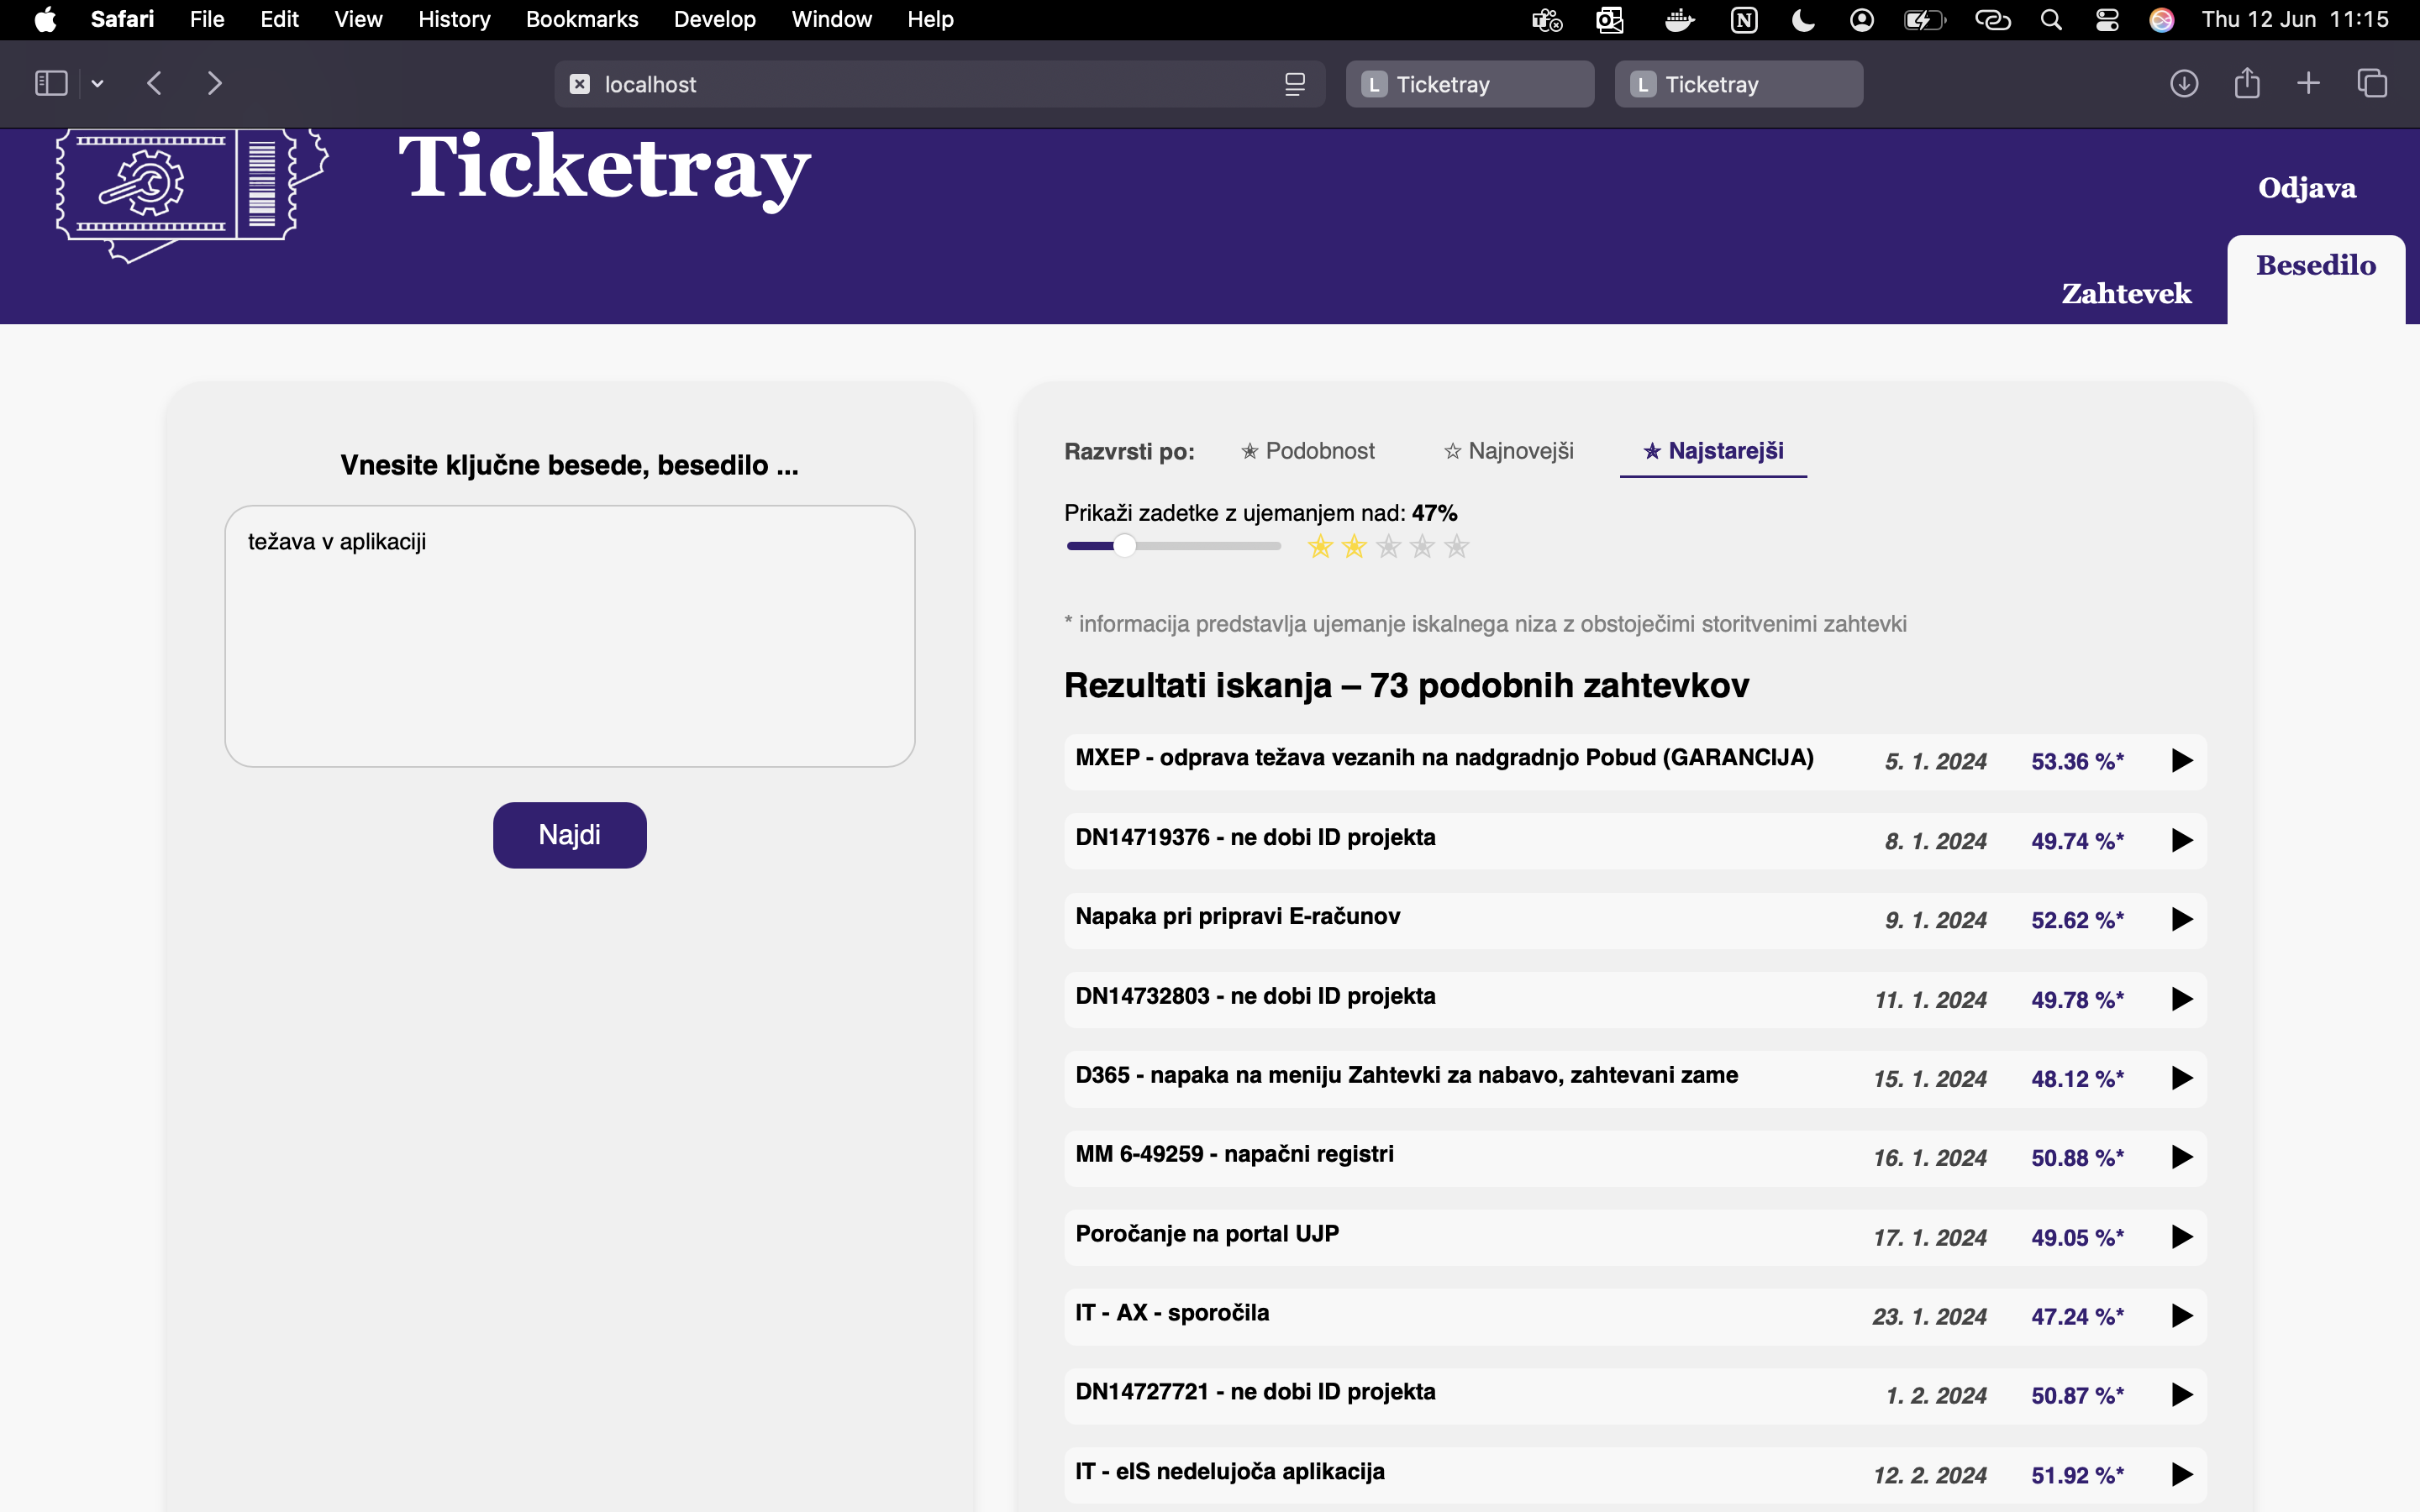 Safari File Edit View History Bookmarks Develop Window Help Thu 12 Jun 11:15
localhost L Ticketray L Ticketray
Ticketray
Odjava
Zahtevek Besedilo
Vnesite ključne besede, besedilo ...
težava v aplikaciji
Najdi
Razvrsti po: Podobnost Najnovejši Najstarejši
Prikaži zadetke z ujemanjem nad: 47%
* informacija predstavlja ujemanje iskalnega niza z obstoječimi storitvenimi zahtevki
Rezultati iskanja – 73 podobnih zahtevkov
MXEP - odprava težava vezanih na nadgradnjo Pobud (GARANCIJA) 5. 1. 2024 53.36 %*
DN14719376 - ne dobi ID projekta 8. 1. 2024 49.74 %*
Napaka pri pripravi E-računov 9. 1. 2024 52.62 %*
DN14732803 - ne dobi ID projekta 11. 1. 2024 49.78 %*
D365 - napaka na meniju Zahtevki za nabavo, zahtevani zame 15. 1. 2024 48.12 %*
MM 6-49259 - napačni registri 16. 1. 2024 50.88 %*
Poročanje na portal UJP 17. 1. 2024 49.05 %*
IT - AX - sporočila 23. 1. 2024 47.24 %*
DN14727721 - ne dobi ID projekta 1. 2. 2024 50.87 %*
IT - eIS nedelujoča aplikacija 12. 2. 2024 51.92 %*